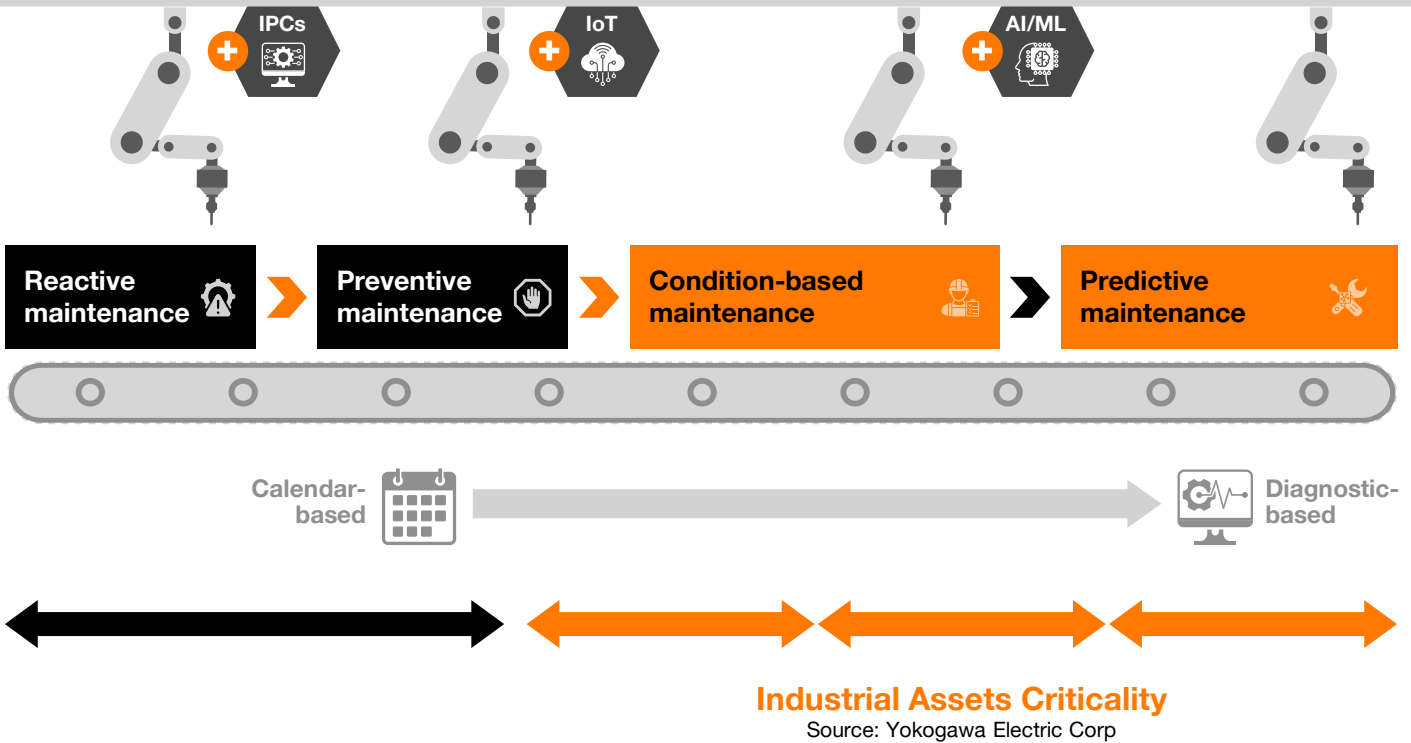 IPCs
IoT
AI/ML
Reactive
maintenance
Preventive
maintenance
Condition-based
maintenance
Predictive
maintenance
Calendar-
based
Diagnostic-
based
Industrial Assets Criticality
Source: Yokogawa Electric Corp